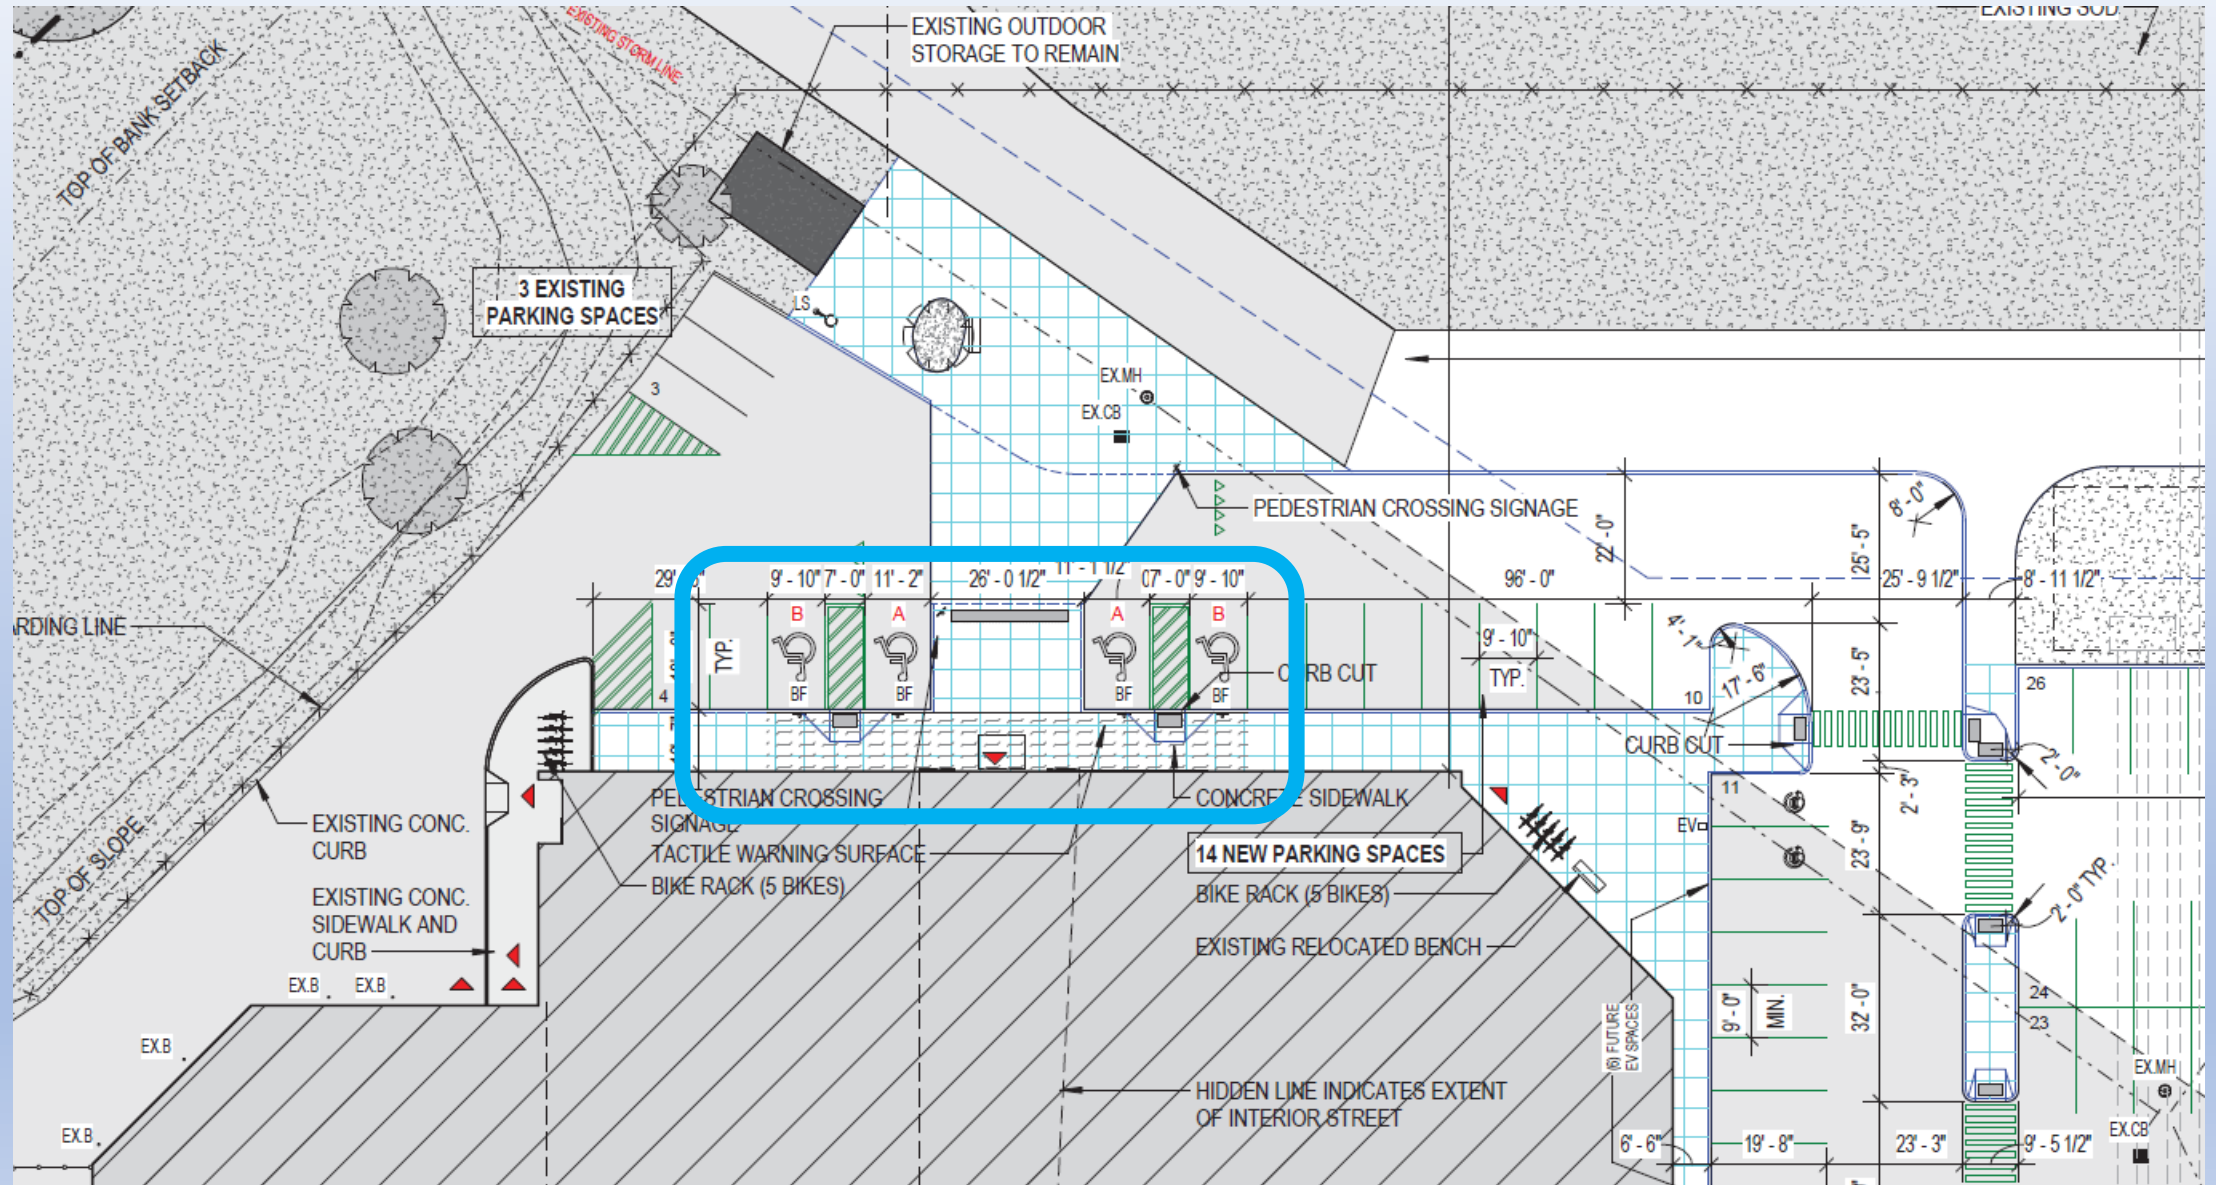 EXISTING STORM LINE
EXISTING OUTDOOR
STORAGE TO REMAIN
EXISTING SOD
TOP OF BANK SETBACK
3 EXISTING
PARKING SPACES
LS
3
EX.MH
EX.CB
PEDESTRIAN CROSSING SIGNAGE
8' - 0"
22' - 0"
25' - 5"
9' - 10"
7' - 0"
11' - 2"
26' - 0 1/2"
11' - 1 1/2"
07' - 0"
9' - 10"
96' - 0"
25' - 9 1/2"
8' - 11 1/2"
RDING LINE
B
A
A
B
TYP.
BF
BF
BF
BF
4
CURB CUT
9' - 10"
TYP.
10
4' - 1"
17' - 6"
23' - 5"
26
CURB CUT
2' - 0"
11
2' - 3"
PEDESTRIAN CROSSING
SIGNAGE
CONCRETE SIDEWALK
EV
EXISTING CONC.
CURB
TACTILE WARNING SURFACE
14 NEW PARKING SPACES
23' - 9"
BIKE RACK (5 BIKES)
BIKE RACK (5 BIKES)
2' - 0" TYP.
TOP OF SLOPE
EXISTING CONC.
SIDEWALK AND
CURB
EXISTING RELOCATED BENCH
EX.B
EX.B
24
23
9' - 0"
MIN.
32' - 0"
(6) FUTURE
EV SPACES
EX.B
EX.MH
HIDDEN LINE INDICATES EXTENT
OF INTERIOR STREET
EX.B
EX.CB
6' - 6"
19' - 8"
23' - 3"
9' - 5 1/2"